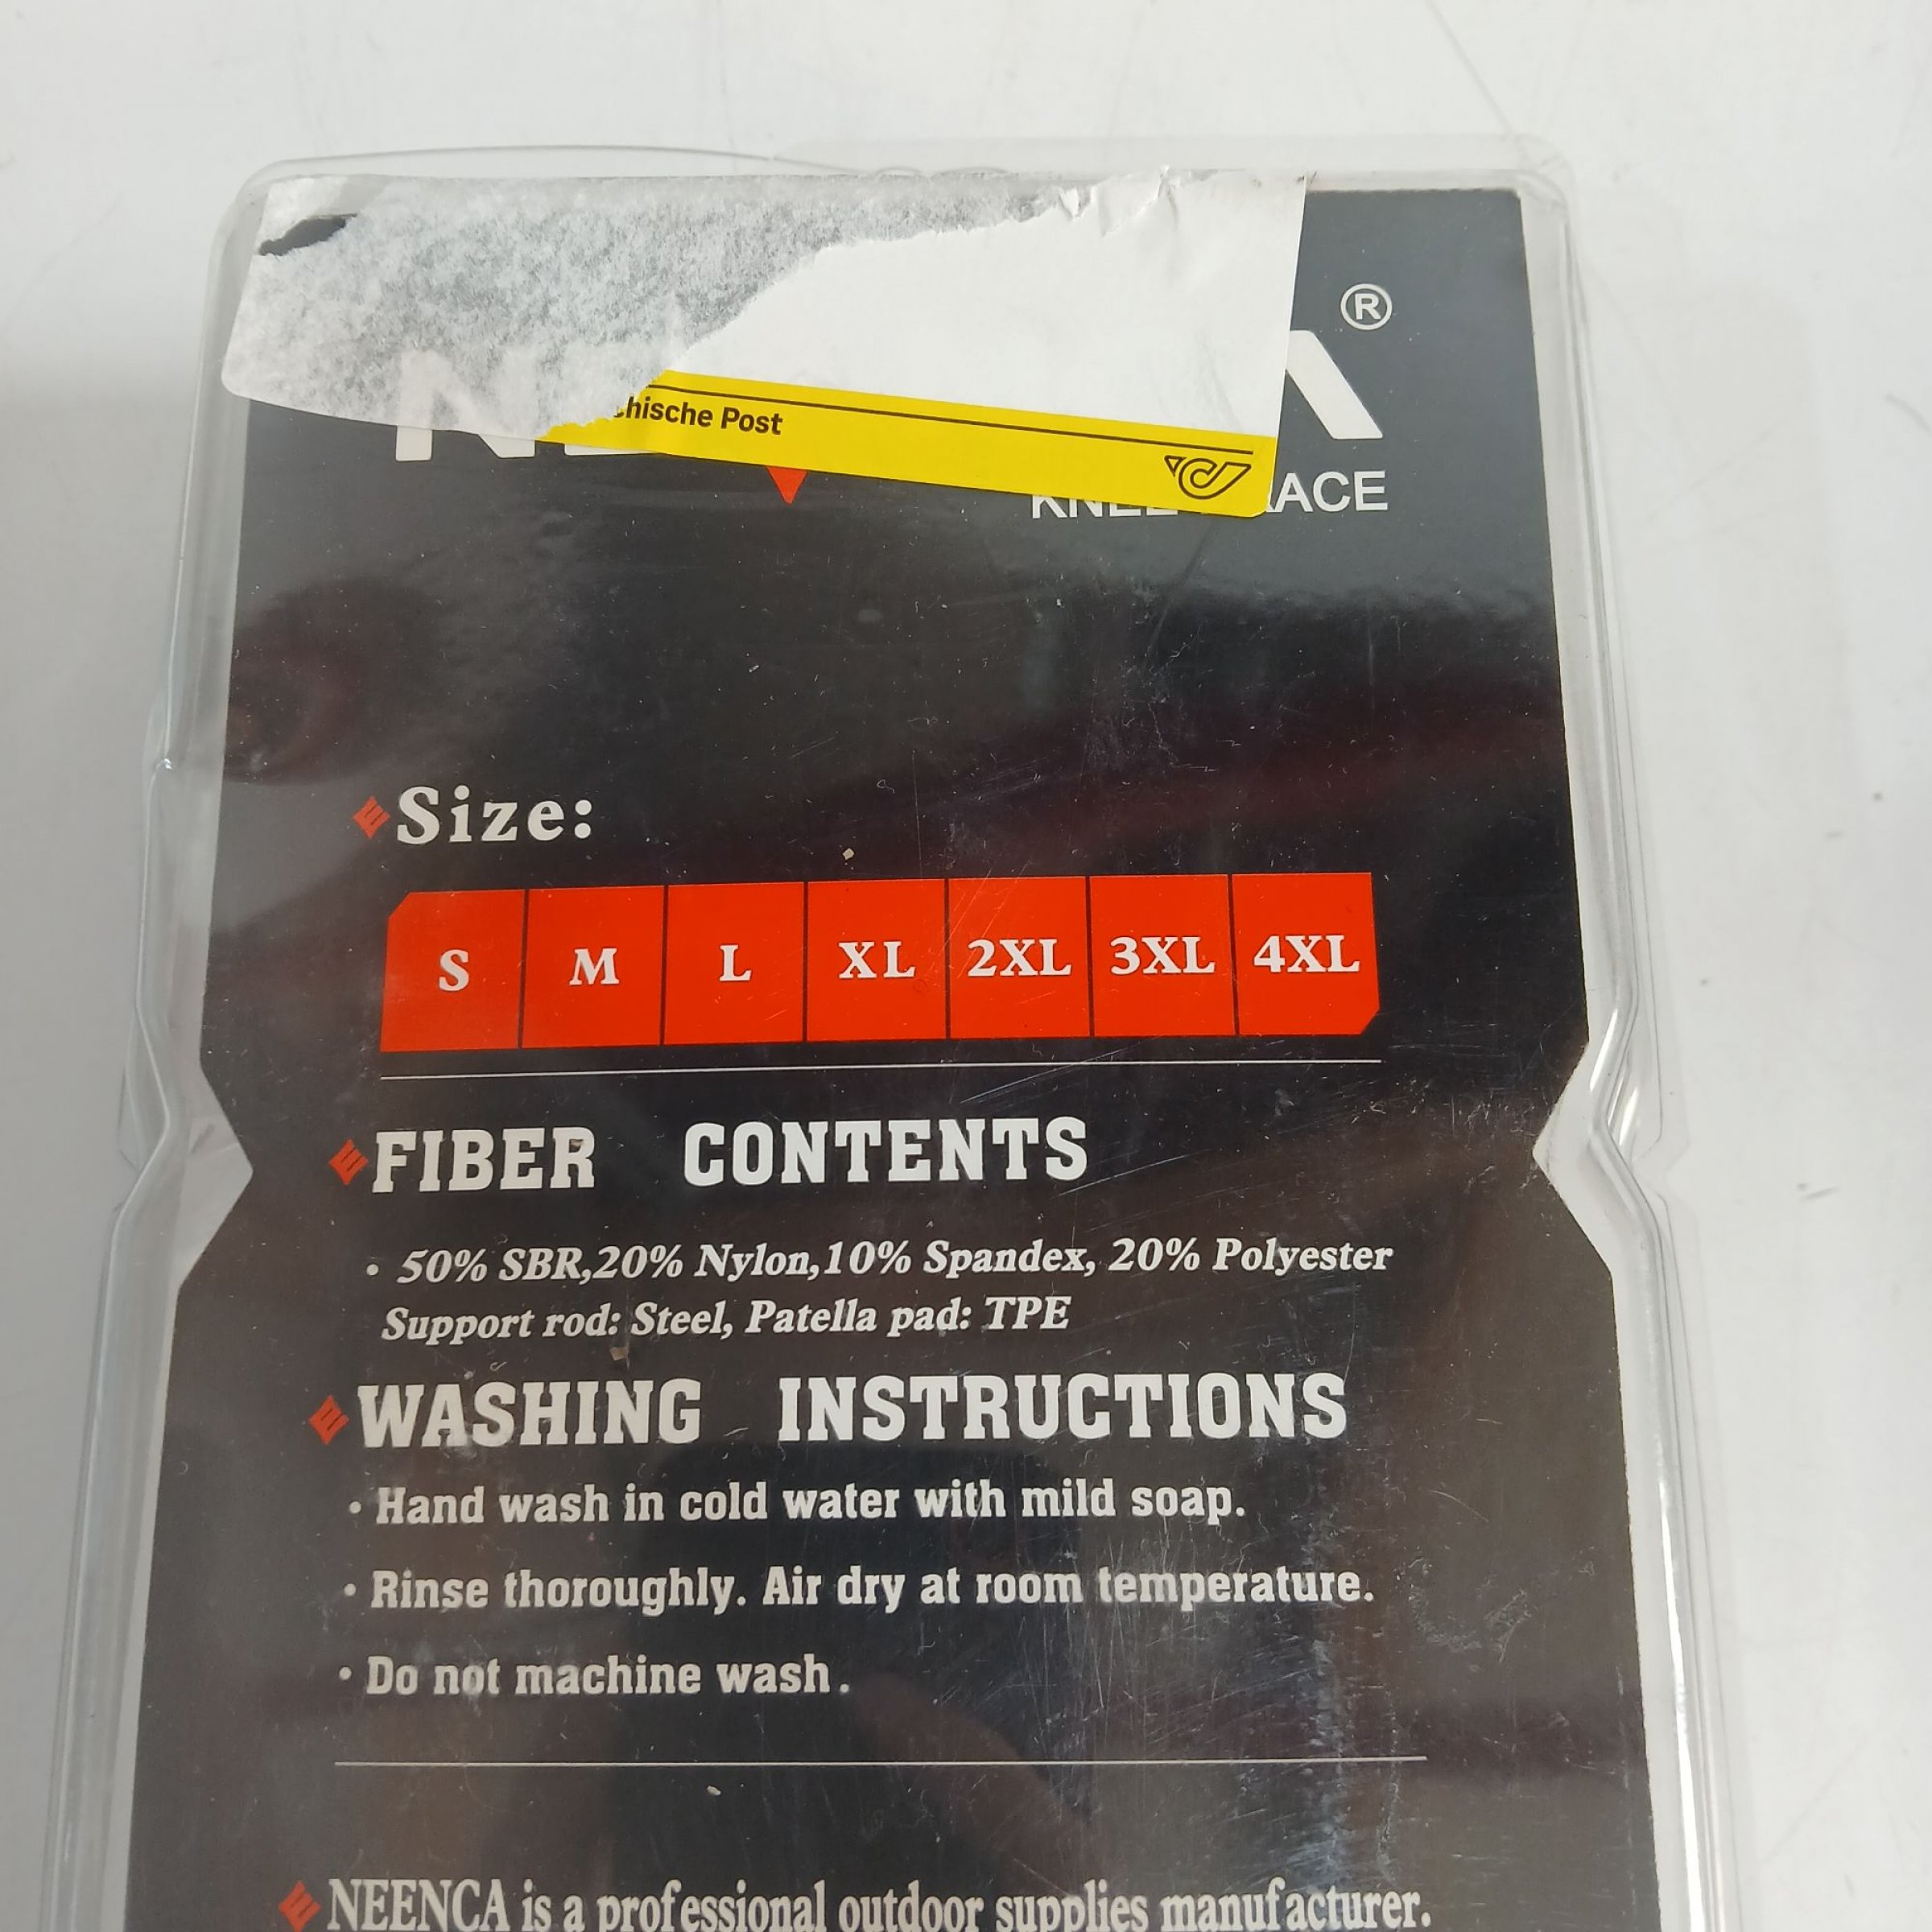 ®
chische Post
KNEE BRACE
Size:
S M L XL 2XL 3XL 4XL
FIBER CONTENTS
• 50% SBR,20% Nylon,10% Spandex, 20% Polyester
Support rod: Steel, Patella pad: TPE
WASHING INSTRUCTIONS
• Hand wash in cold water with mild soap.
• Rinse thoroughly. Air dry at room temperature.
• Do not machine wash.
NEENCA is a professional outdoor supplies manufacturer.